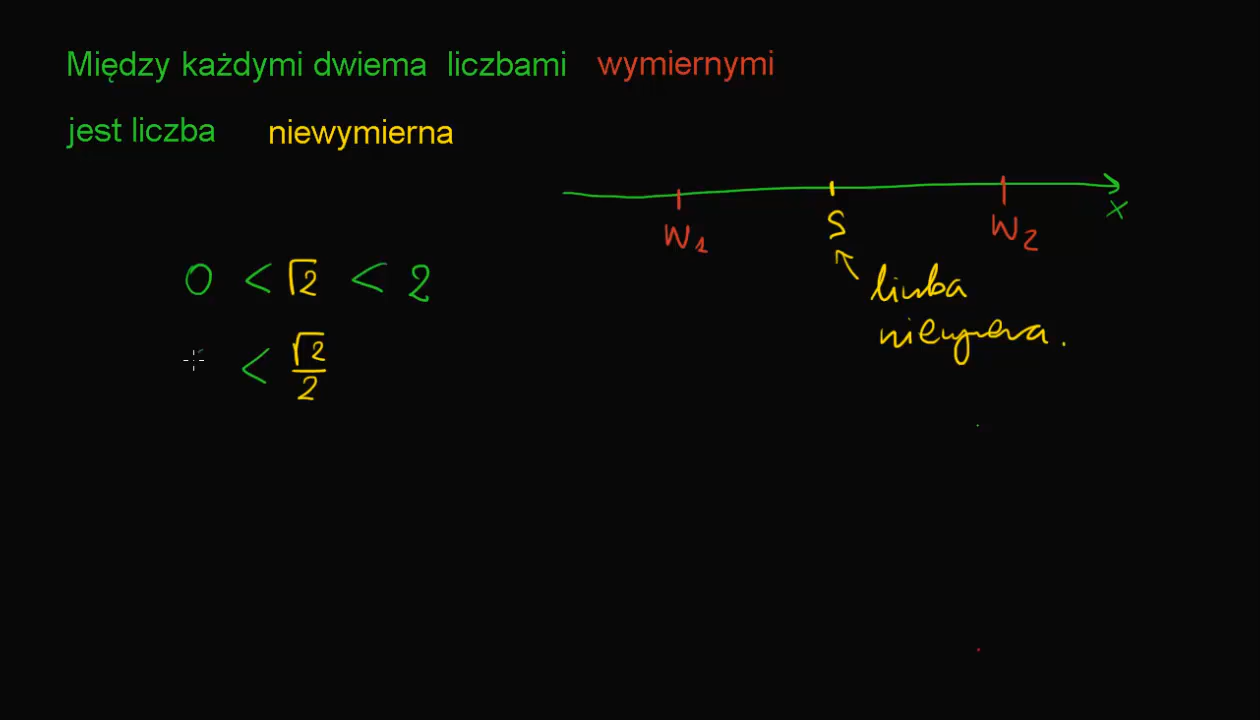 Między każdymi dwiema liczbami wymiernymi
jest liczba niewymierna
x
w1 s w2
0 < √2 < 2
liczba
niewymierna.
< √2/2